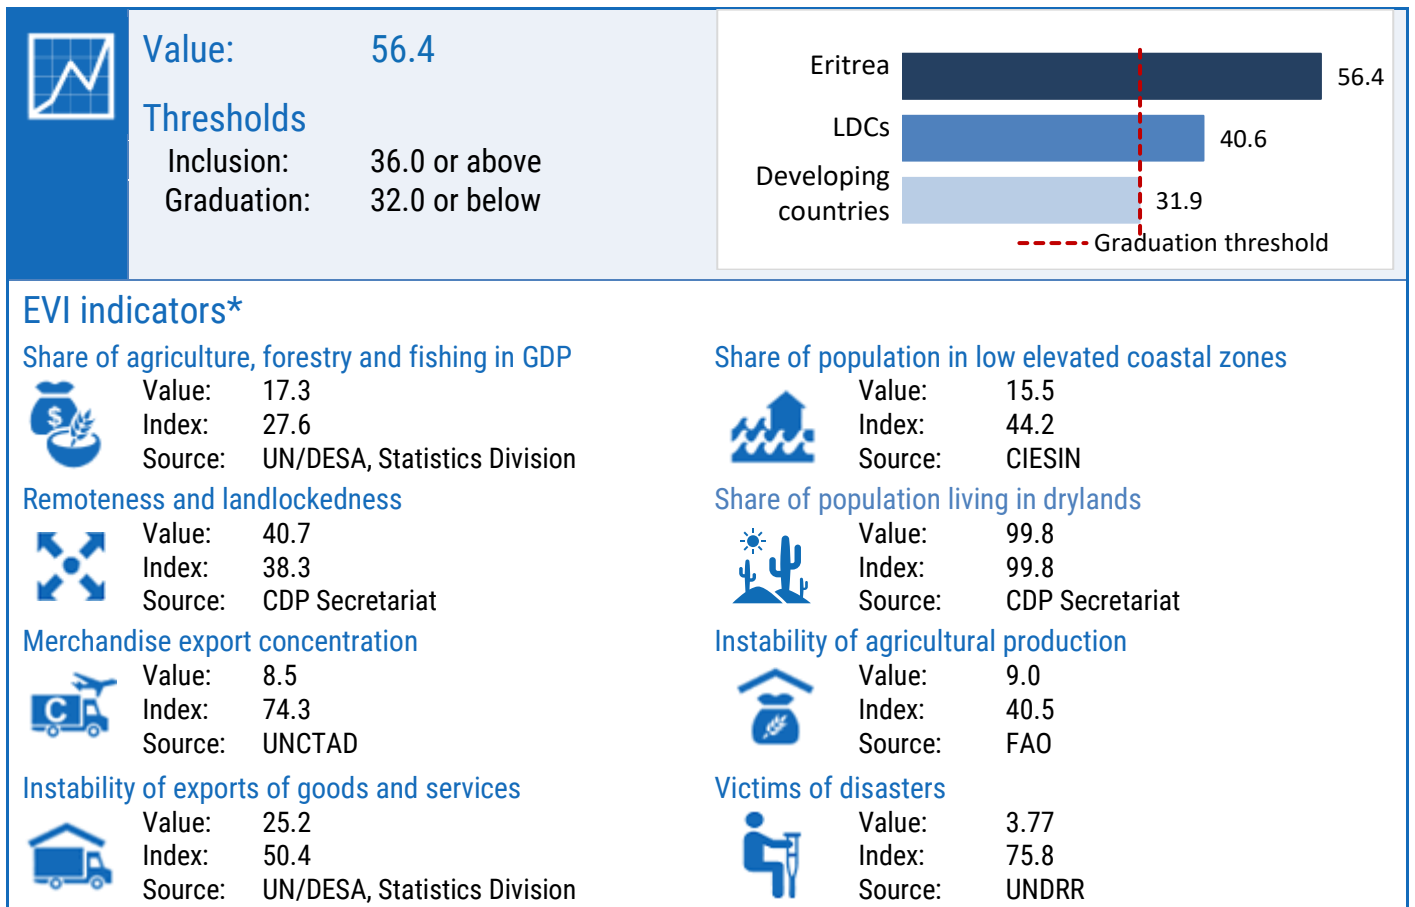 Value: 56.4
Thresholds
Inclusion: 36.0 or above
Graduation: 32.0 or below
Eritrea 56.4
LDCs 40.6
Developing
countries 31.9
Graduation threshold
EVI indicators*
Share of agriculture, forestry and fishing in GDP
$
Value: 17.3
Index: 27.6
Source: UN/DESA, Statistics Division
Share of population in low elevated coastal zones
Value: 15.5
Index: 44.2
Source: CIESIN
Remoteness and landlockedness
Value: 40.7
Index: 38.3
Source: CDP Secretariat
Share of population living in drylands
Value: 99.8
Index: 99.8
Source: CDP Secretariat
Merchandise export concentration
C
Value: 8.5
Index: 74.3
Source: UNCTAD
Instability of agricultural production
Value: 9.0
Index: 40.5
Source: FAO
Instability of exports of goods and services
Value: 25.2
Index: 50.4
Source: UN/DESA, Statistics Division
Victims of disasters
Value: 3.77
Index: 75.8
Source: UNDRR